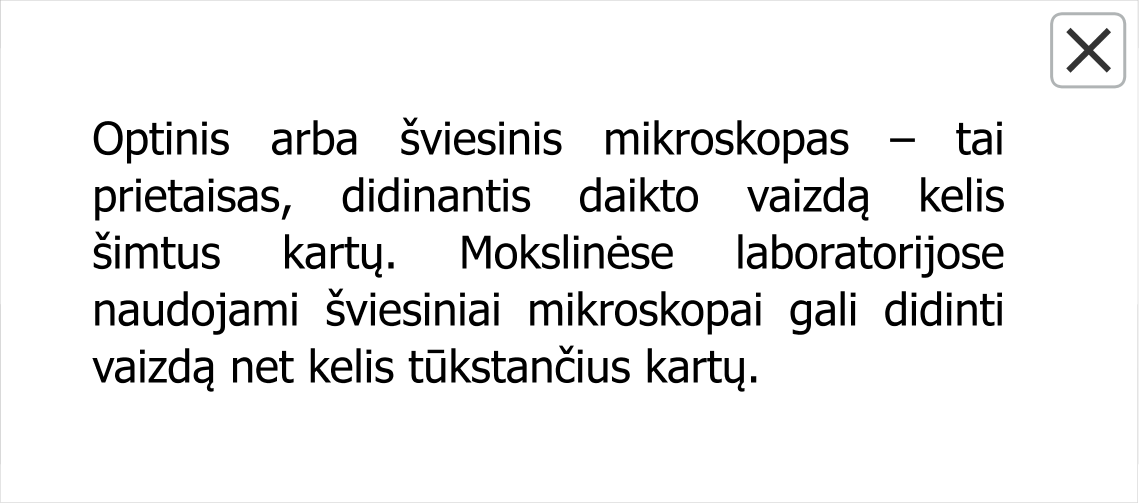 Optinis arba šviesinis mikroskopas – tai
prietaisas, didinantis daikto vaizdą kelis
šimtus kartų. Mokslinėse laboratorijose
naudojami šviesiniai mikroskopai gali didinti
vaizdą net kelis tūkstančius kartų.